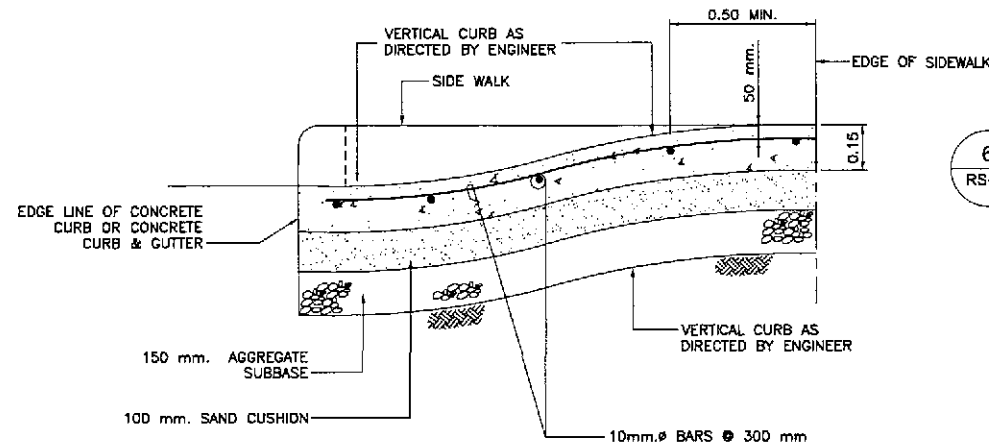 0.50 MIN.
VERTICAL CURB AS
DIRECTED BY ENGINEER
EDGE OF SIDEWALK
SIDE WALK
50 mm.
0.15
6
RS-
EDGE LINE OF CONCRETE
CURB OR CONCRETE
CURB & GUTTER
VERTICAL CURB AS
DIRECTED BY ENGINEER
150 mm. AGGREGATE
SUBBASE
100 mm. SAND CUSHION
10mm.ø BARS @ 300 mm